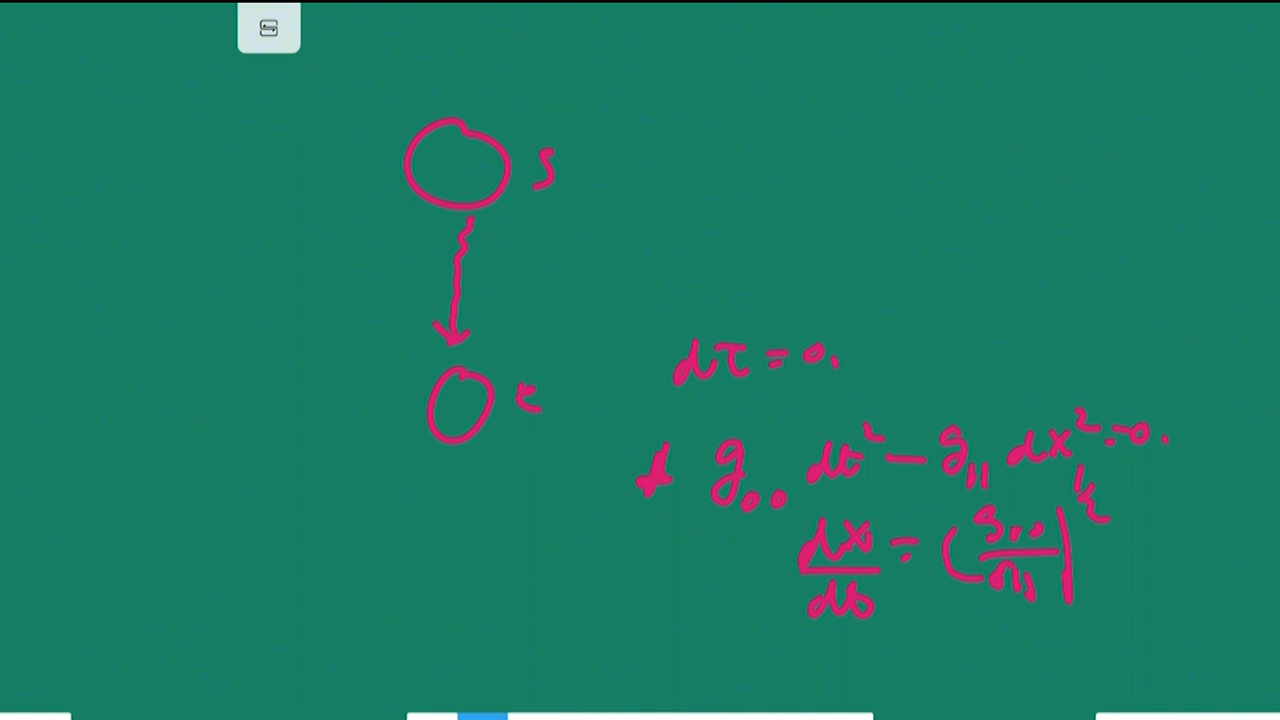 S
dτ = 0.
g₀₀ dt² − g₁₁ dx² = 0.
dx/dt = (g₀₀/g₁₁)^½